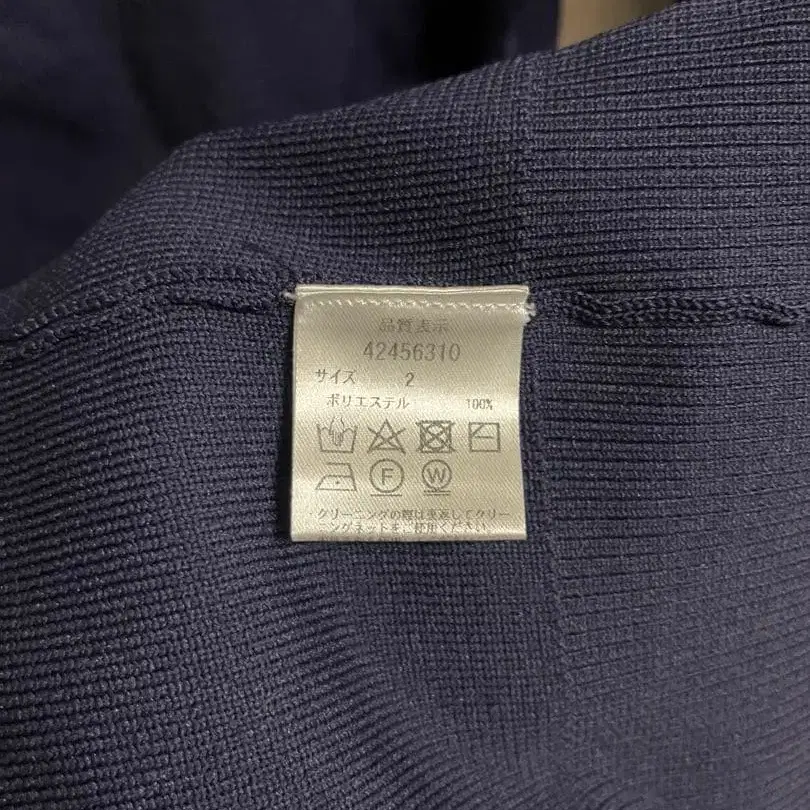 品質表示
42456310
サイズ 2
ポリエステル 100%
F W
クリーニングの際は裏返してクリー
ニングネットをご使用ください。